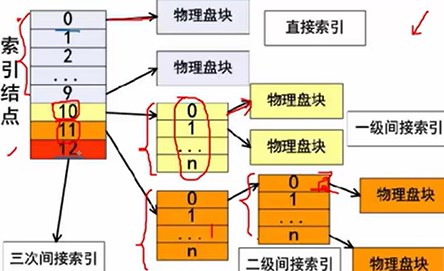 索引结点
0
1
2
...
9
10
11
12
物理盘块
物理盘块
直接索引
0
1
...
n
物理盘块
物理盘块
一级间接索引
0
1
...
n
0
1
...
n
物理盘块
物理盘块
二级间接索引
三次间接索引